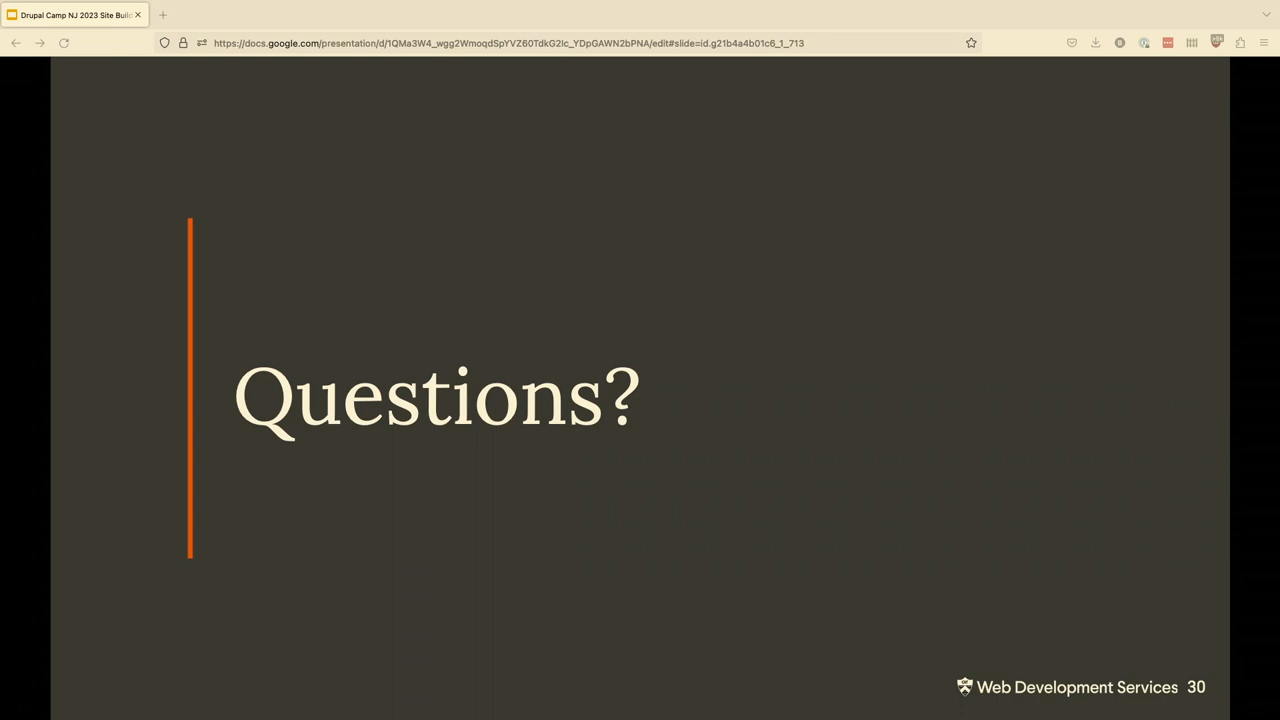 Drupal Camp NJ 2023 Site Buil
https://docs.google.com/presentation/d/1QMa3W4_wgg2WmoqdSpYVZ60TdkG2lc_YDpGAWN2bPNA/edit#slide=id.g21b4a4b01c6_1_713
Questions?
Web Development Services 30